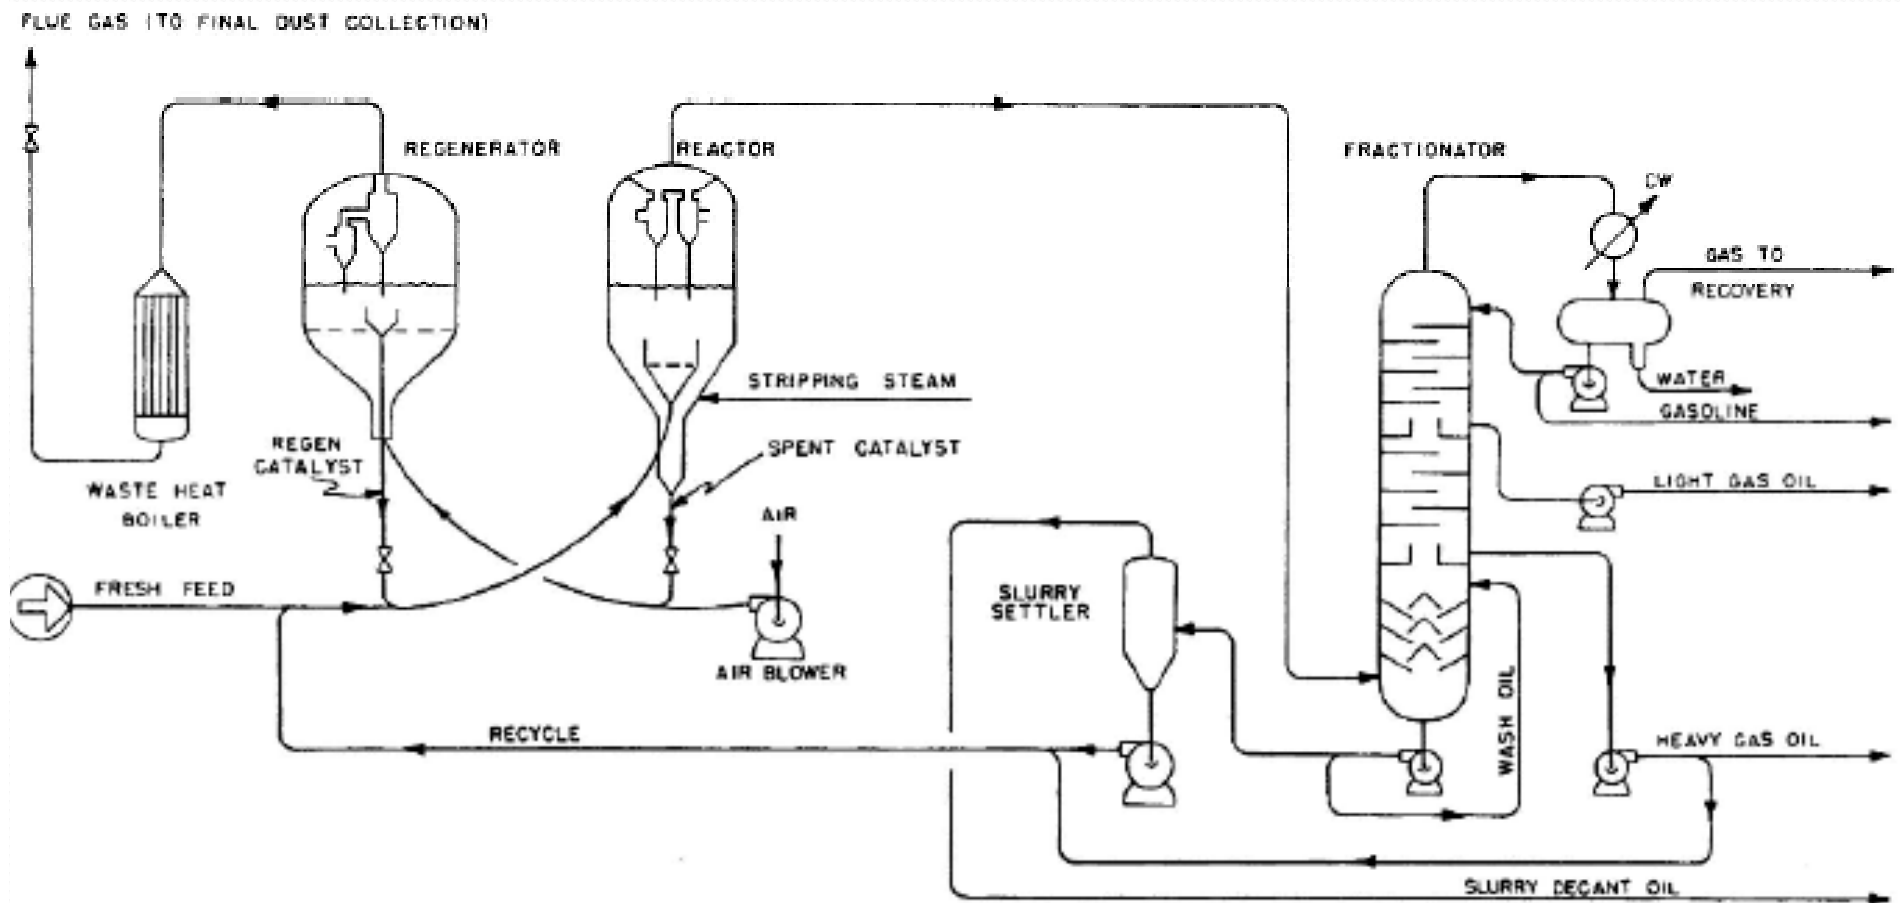 FLUE GAS (TO FINAL DUST COLLECTION)
REGENERATOR
REACTOR
FRACTIONATOR
CW
GAS TO
RECOVERY
STRIPPING STEAM
WATER
GASOLINE
REGEN
CATALYST
SPENT CATALYST
WASTE HEAT
BOILER
LIGHT GAS OIL
AIR
FRESH FEED
SLURRY
SETTLER
AIR BLOWER
WASH OIL
RECYCLE
HEAVY GAS OIL
SLURRY DECANT OIL